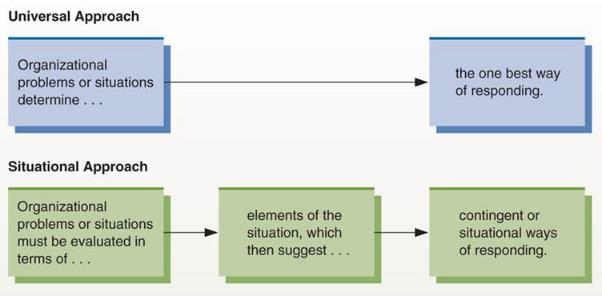 Universal Approach
Organizational
problems or situations
determine . . .
the one best way
of responding.
Situational Approach
Organizational
problems or situations
must be evaluated in
terms of . . .
elements of the
situation, which
then suggest . . .
contingent or
situational ways
of responding.